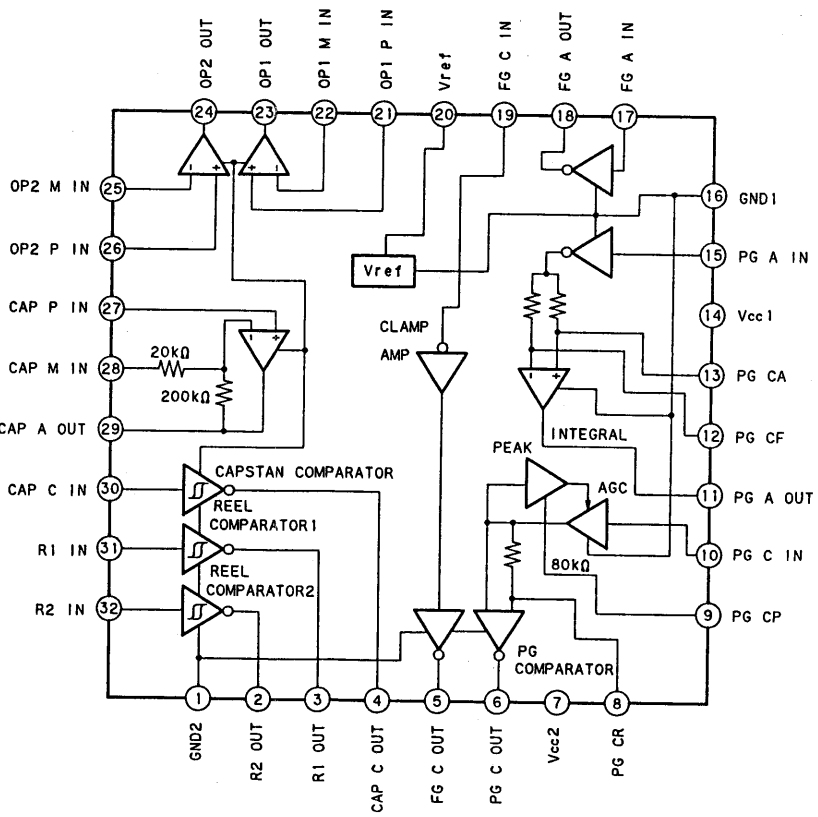 OP2 OUT
OP1 OUT
OP1 M IN
OP1 P IN
Vref
FG C IN
FG A OUT
FG A IN
24
23
22
21
20
19
18
17
OP2 M IN
25
OP2 P IN
26
CAP P IN
27
CAP M IN
28
20kΩ
200kΩ
CAP A OUT
29
CAP C IN
30
R1 IN
31
R2 IN
32
16
GND1
15
PG A IN
14
Vcc1
13
PG CA
12
PG CF
11
PG A OUT
10
PG C IN
9
PG CP
Vref
CLAMP
AMP
INTEGRAL
PEAK
AGC
80kΩ
CAPSTAN COMPARATOR
REEL
COMPARATOR1
REEL
COMPARATOR2
PG
COMPARATOR
1
2
3
4
5
6
7
8
GND2
R2 OUT
R1 OUT
CAP C OUT
FG C OUT
PG C OUT
Vcc2
PG CR